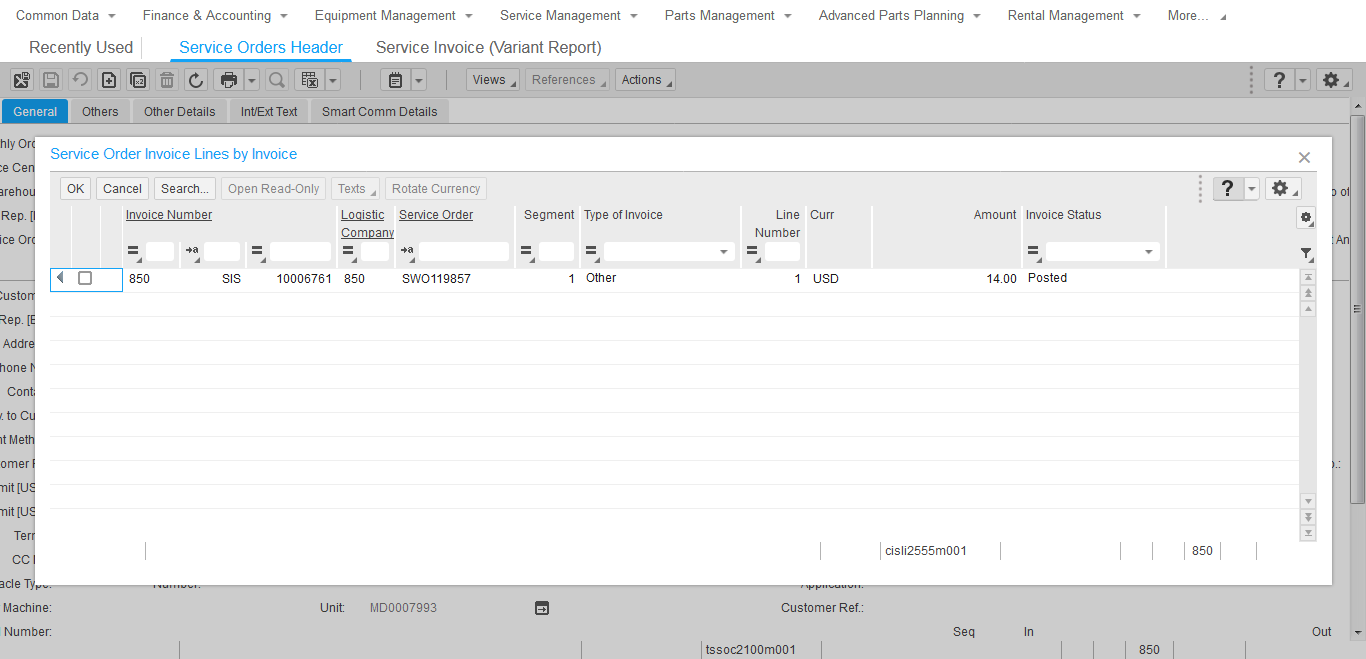 Common Data Finance & Accounting Equipment Management Service Management Parts Management Advanced Parts Planning Rental Management More...
Recently Used Service Orders Header Service Invoice (Variant Report)
Views References Actions ?
General Others Other Details Int/Ext Text Smart Comm Details
Service Order Invoice Lines by Invoice
OK Cancel Search... Open Read-Only Texts Rotate Currency ?
Invoice Number Logistic Company Service Order Segment Type of Invoice Line Number Curr Amount Invoice Status
850 SIS 10006761 850 SWO119857 1 Other 1 USD 14.00 Posted
cisli2555m001 850
hly Orc
ce Cen
arehou
Rep. [I
ice Orc
o of
t An
Custom
Rep. [E
Addre
hone N
Conta
y. to Cu
nt Meth
omer F
o.:
mit [US
mit [US
Term
CC I
acle Type: Number: Application:
Machine: Unit: MD0007993 Customer Ref.:
l Number: Seq In Out
tssoc2100m001 850